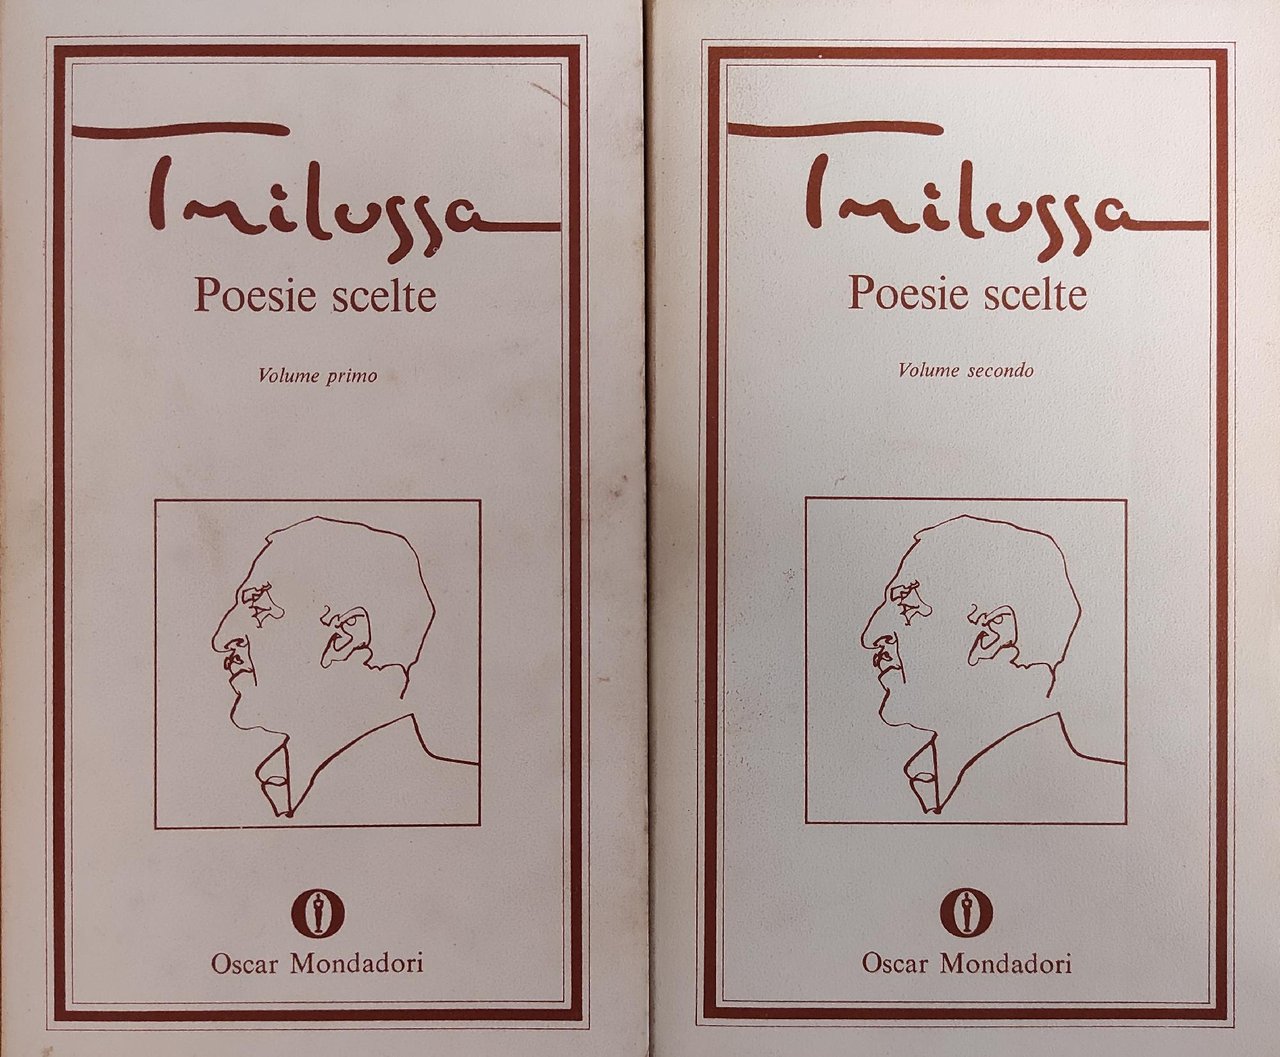 Trilussa
Poesie scelte
Volume primo
Oscar Mondadori
Trilussa
Poesie scelte
Volume secondo
Oscar Mondadori